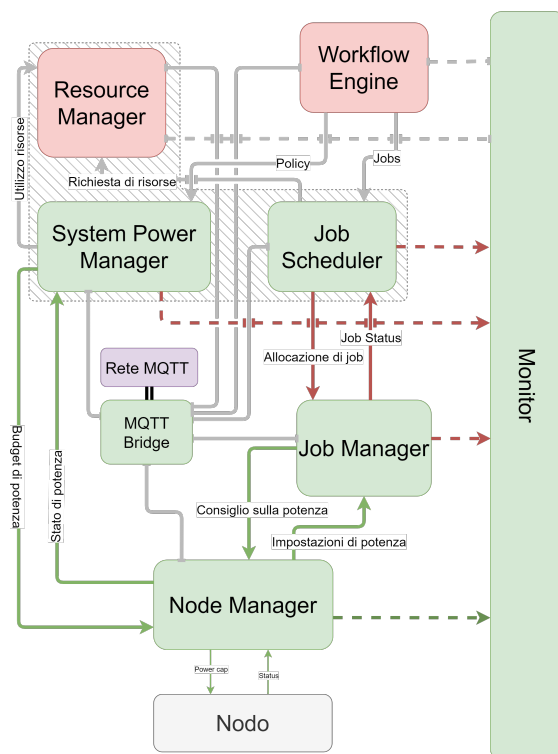 Workflow
Engine
Resource
Manager
Utilizzo risorse
Policy
Jobs
Richiesta di risorse
System Power
Manager
Job
Scheduler
Allocazione di job
Job Status
Monitor
Rete MQTT
MQTT
Bridge
Job Manager
Budget di potenza
Stato di potenza
Consiglio sulla potenza
Impostazioni di potenza
Node Manager
Power cap
Status
Nodo